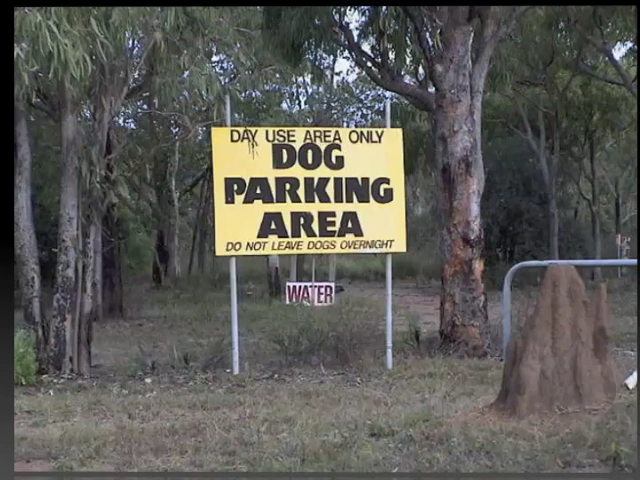 DAY USE AREA ONLY
DOG
PARKING
AREA
DO NOT LEAVE DOGS OVERNIGHT
WATER